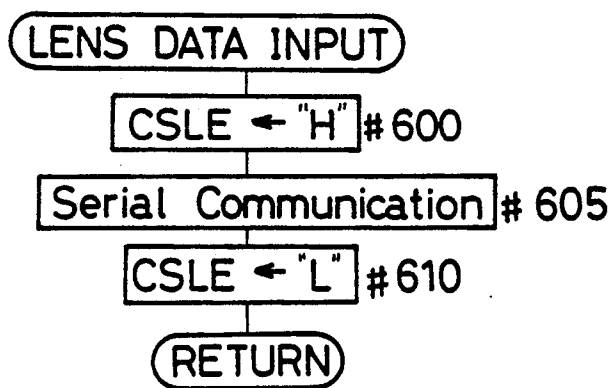 LENS DATA INPUT
CSLE ← "H" # 600
Serial Communication # 605
CSLE ← "L" # 610
RETURN